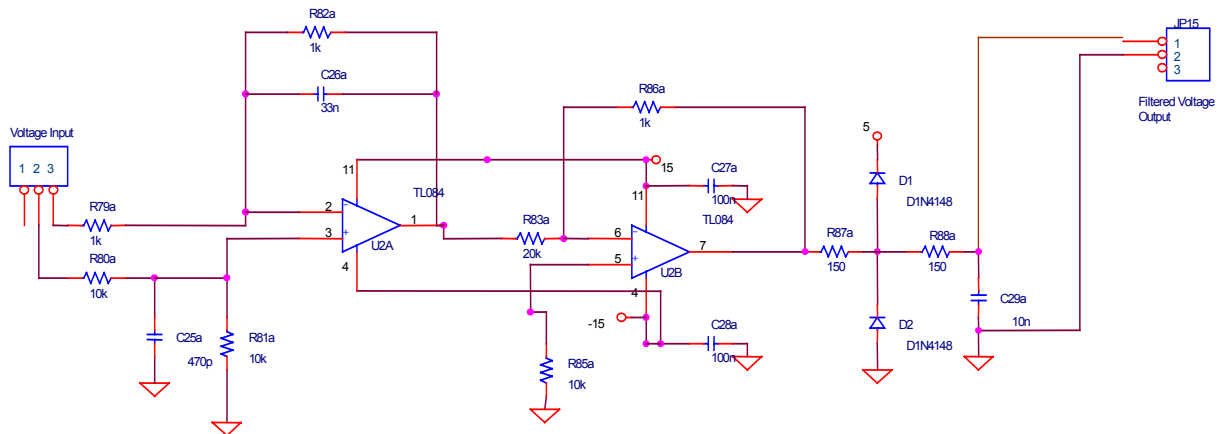 R82a
1k
C26a
33n
Voltage Input
1 2 3
R79a
1k
R80a
10k
C25a
470p
R81a
10k
11
2
3
4
1
TL084
U2A
R83a
20k
R86a
1k
15
11
C27a
100n
TL084
6
5
7
U2B
4
-15
C28a
100n
R85a
10k
5
D1
D1N4148
R87a
150
R88a
150
D2
D1N4148
C29a
10n
JP15
1
2
3
Filtered Voltage
Output